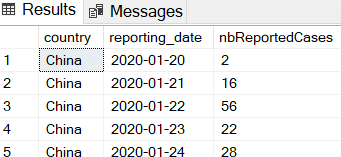 Results Messages
country reporting_date nbReportedCases
1 China 2020-01-20 2
2 China 2020-01-21 16
3 China 2020-01-22 56
4 China 2020-01-23 22
5 China 2020-01-24 28